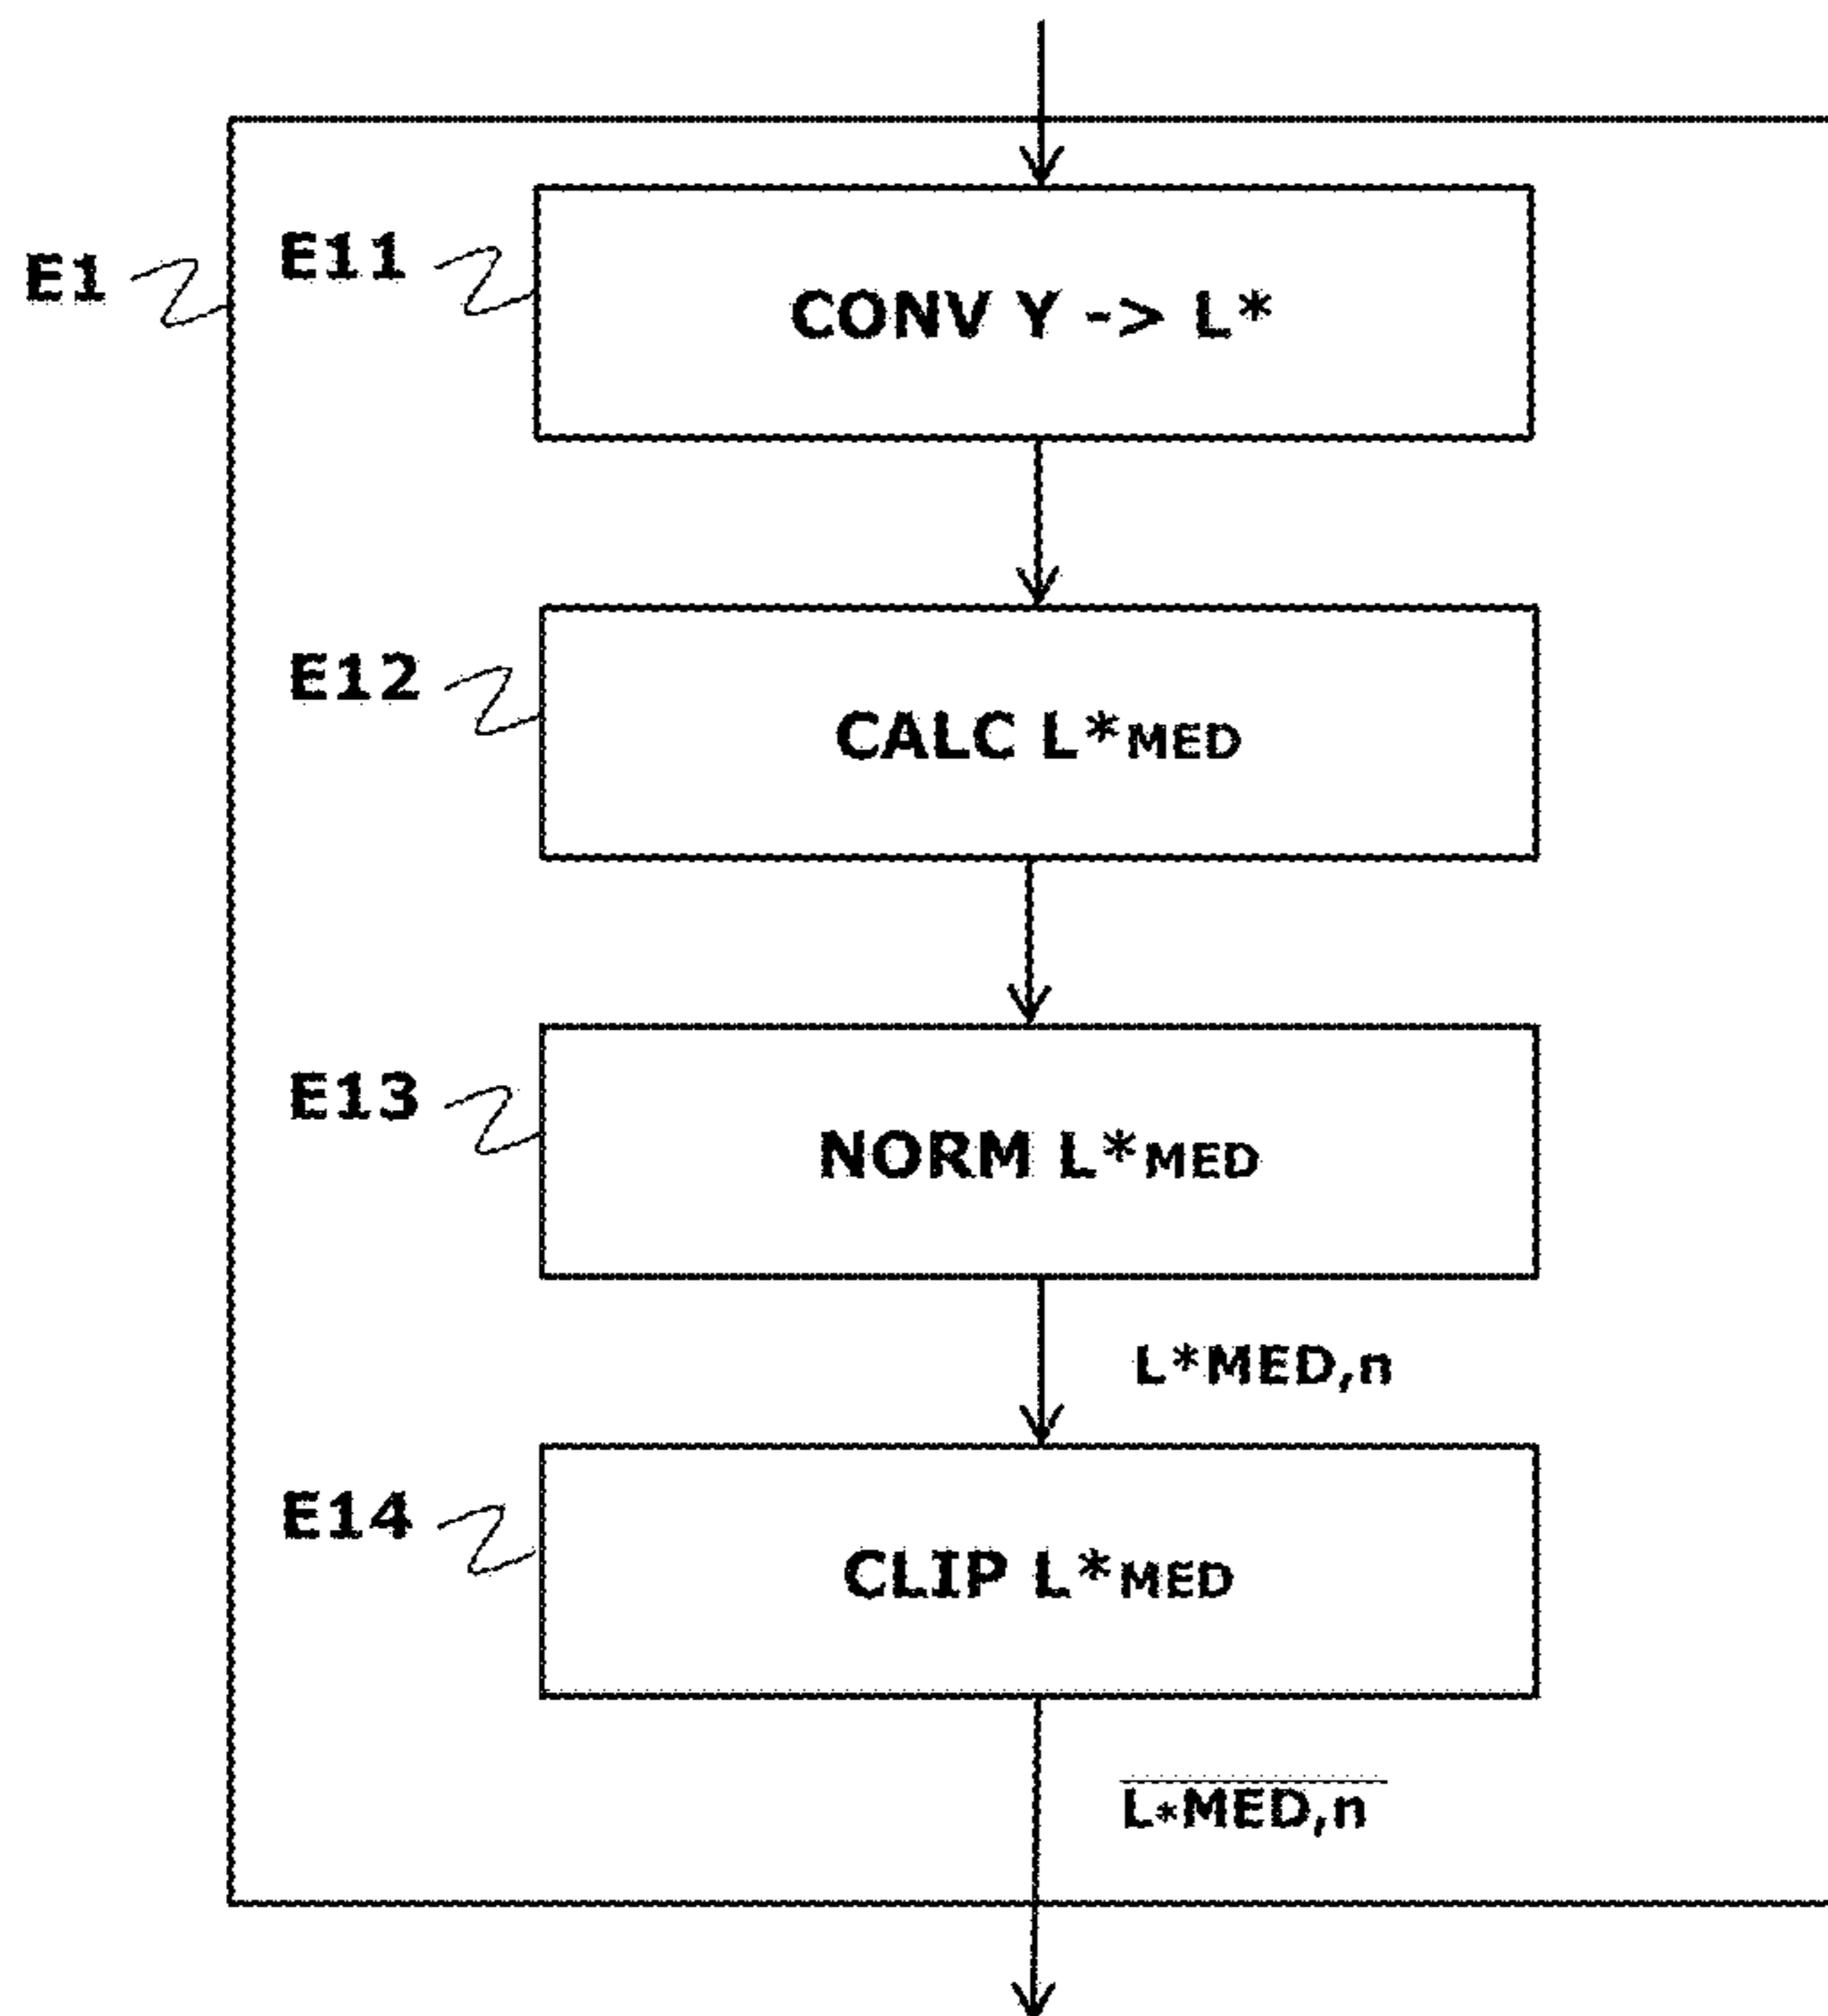 E1
E11
CONV Y -> L*
E12
CALC L*MED
E13
NORM L*MED
L*MED,n
E14
CLIP L*MED
L*MED,n